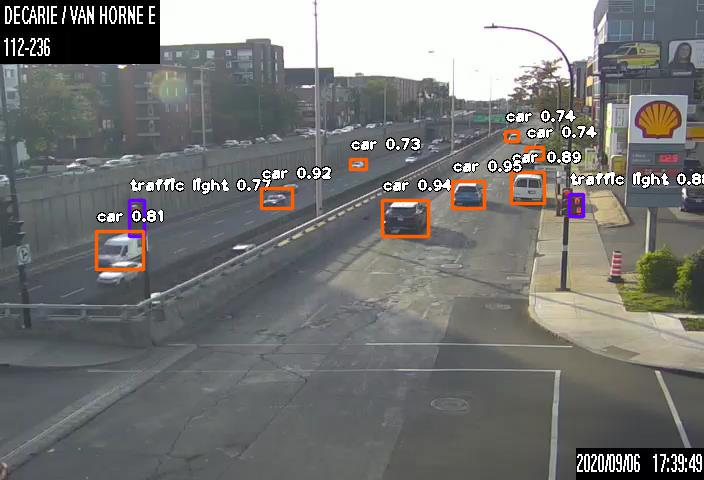 DECARIE / VAN HORNE E
112-236
car 0.74
car 0.74
car 0.73
car 0.89
car 0.92
car 0.95
traffic light 0.77
car 0.94
traffic light 0.88
car 0.81
Shell
2020/09/06 17:39:49